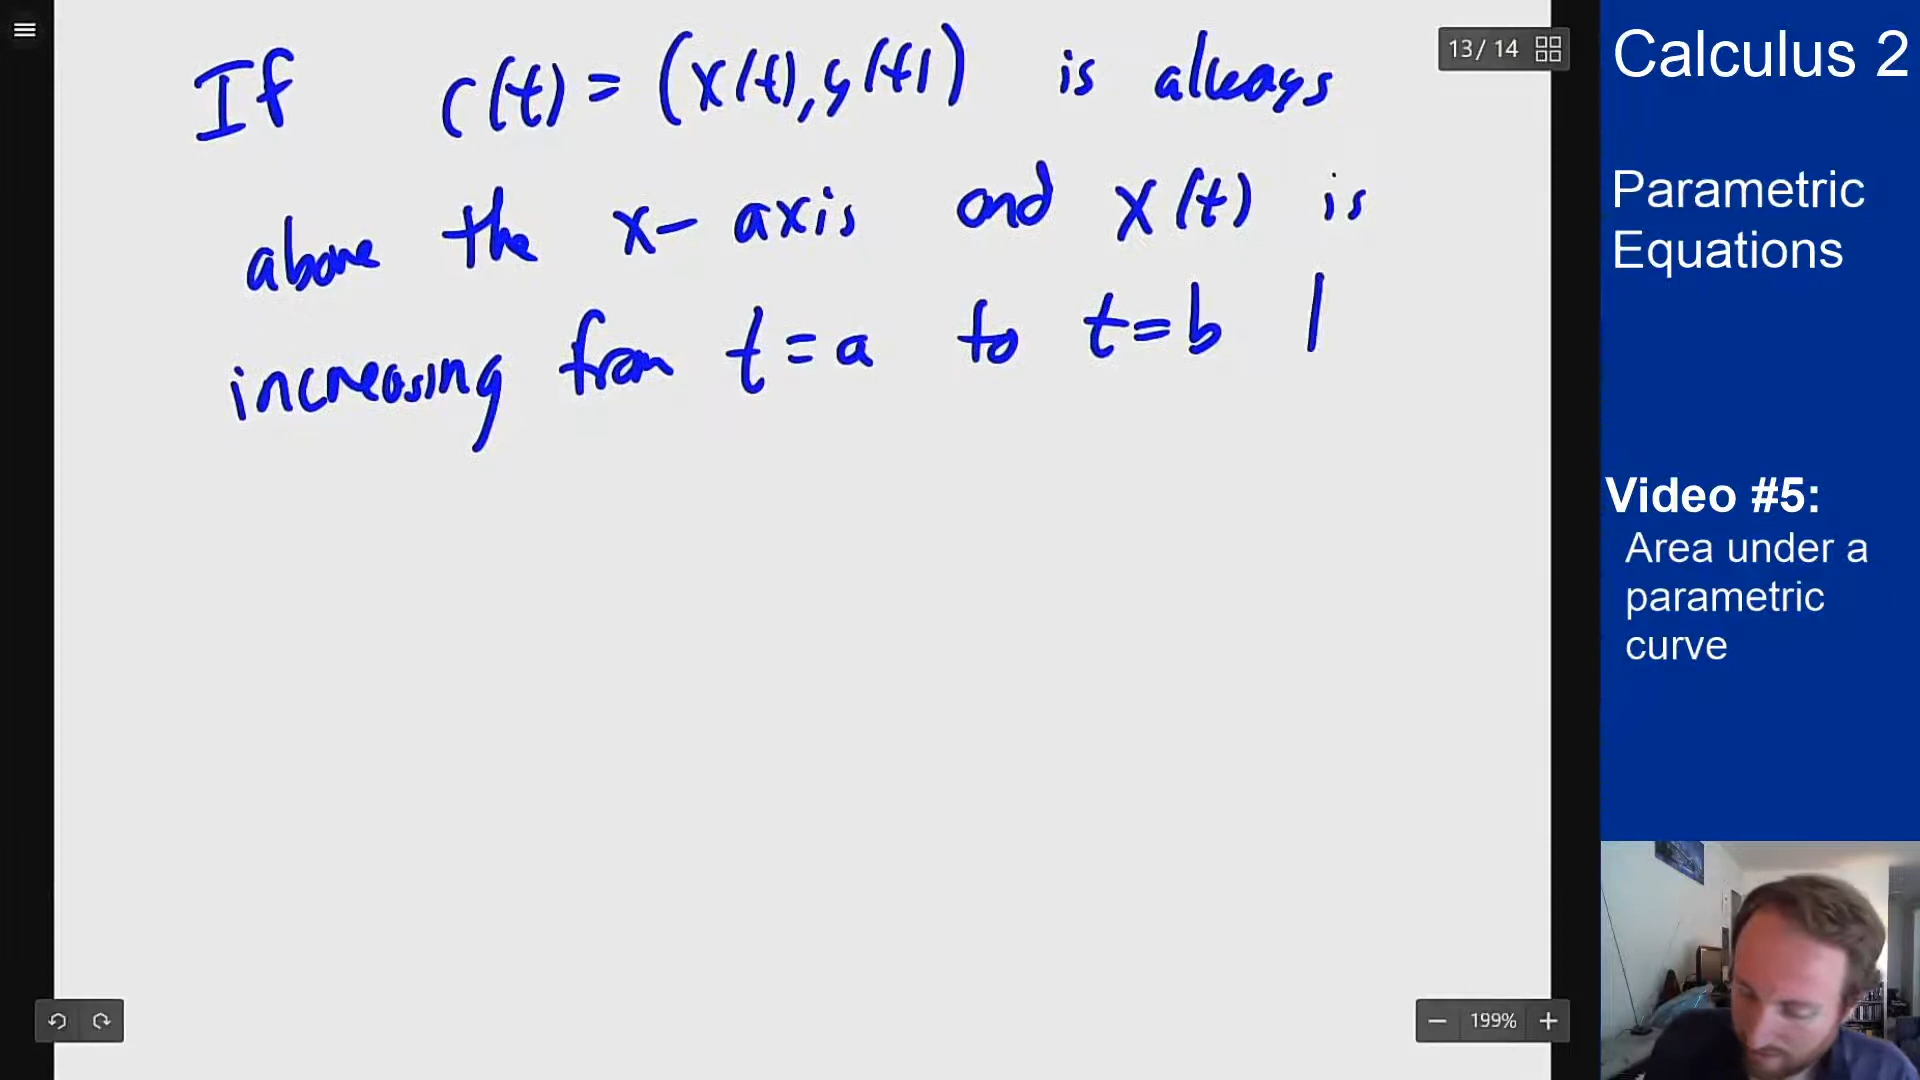 If c(t) = (x(t), y(t)) is always
above the x-axis and x(t) is
increasing from t = a to t = b
13/ 14
199%
Calculus 2
Parametric
Equations
Video #5:
Area under a
parametric
curve